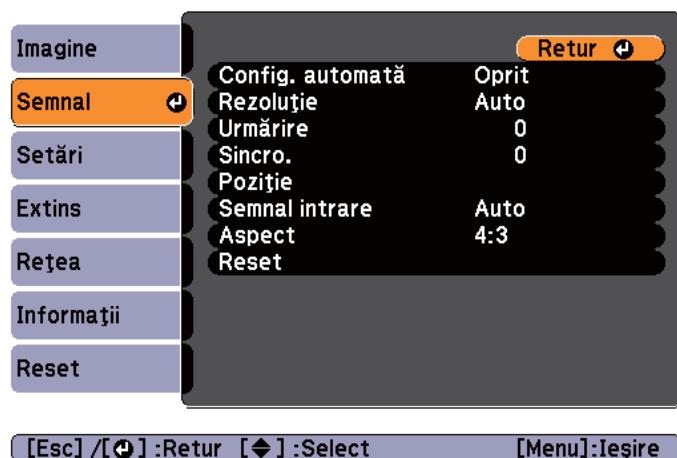 Imagine
Semnal
Setări
Extins
Reţea
Informaţii
Reset
Retur
Config. automată Oprit
Rezoluţie Auto
Urmărire 0
Sincro. 0
Poziţie
Semnal intrare Auto
Aspect 4:3
Reset
[Esc] /[⏎] :Retur [◆] :Select [Menu]:Ieşire